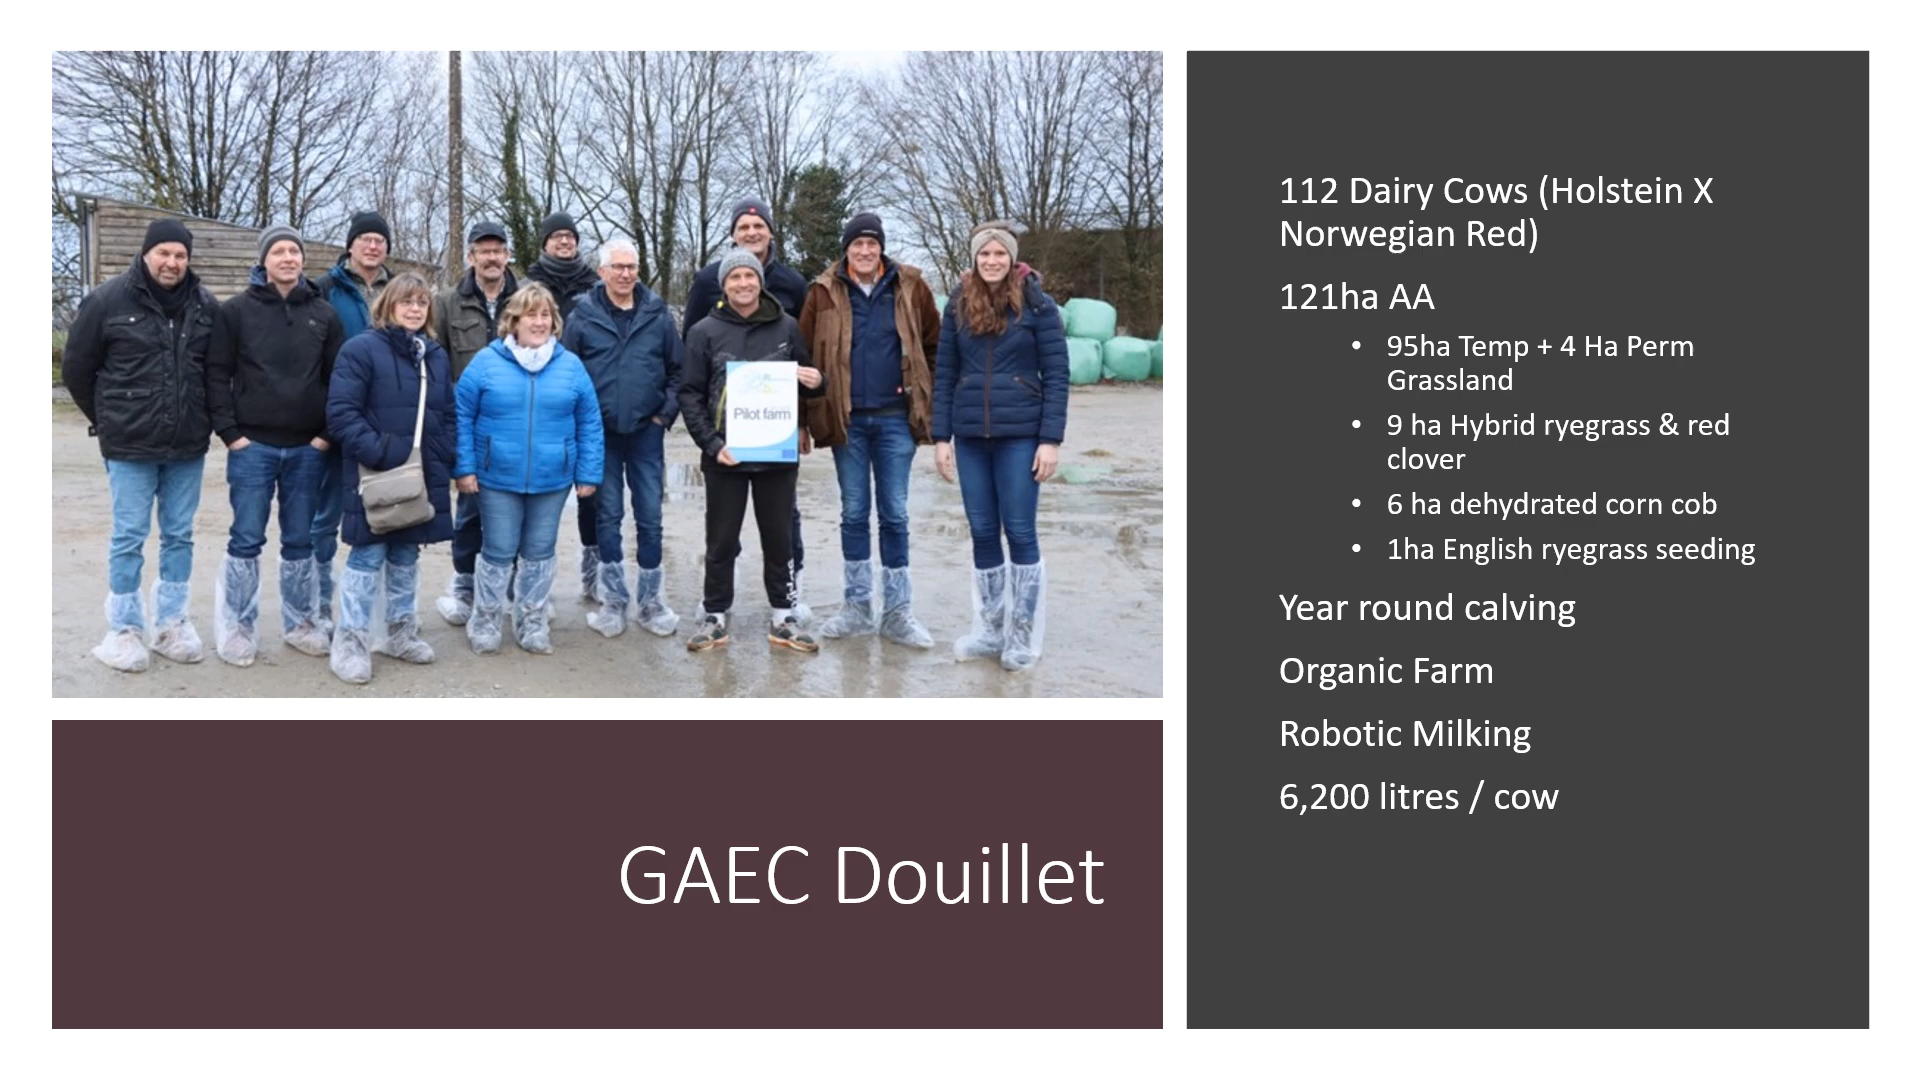 112 Dairy Cows (Holstein X
Norwegian Red)
121ha AA
• 95ha Temp + 4 Ha Perm
Grassland
• 9 ha Hybrid ryegrass & red
clover
• 6 ha dehydrated corn cob
• 1ha English ryegrass seeding
Year round calving
Organic Farm
Robotic Milking
6,200 litres / cow
Pilot farm
GAEC Douillet